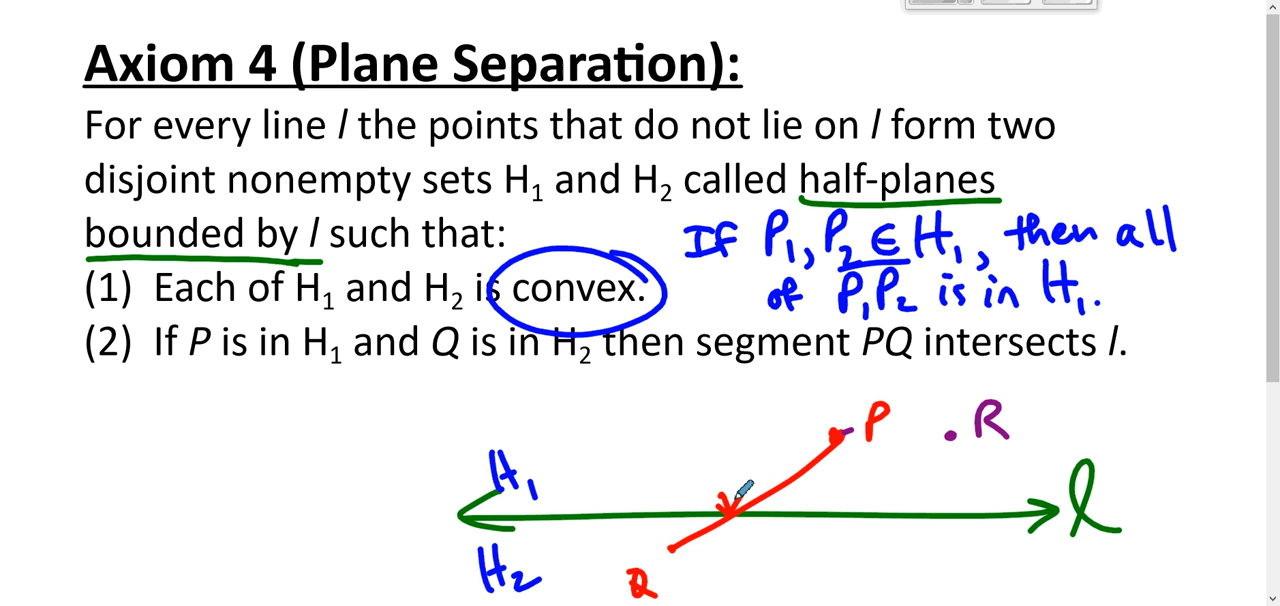 Axiom 4 (Plane Separation):
For every line l the points that do not lie on l form two
disjoint nonempty sets H₁ and H₂ called half-planes
bounded by l such that:
If P₁, P₂ ∈ H₁, then all
of P₁P₂ is in H₁.
(1) Each of H₁ and H₂ is convex.
(2) If P is in H₁ and Q is in H₂ then segment PQ intersects l.
P
R
H₁
l
H₂
Q